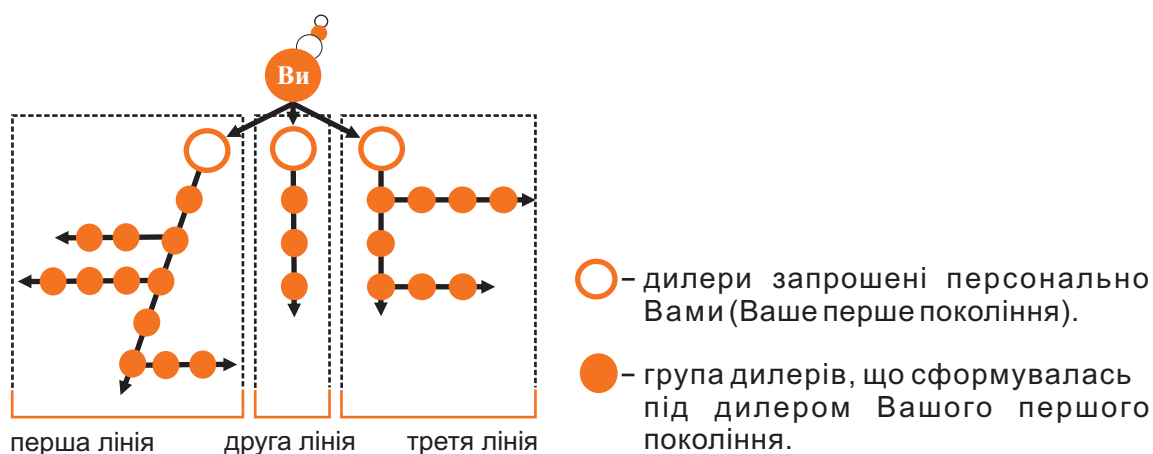 Ви
перша лінія
друга лінія
третя лінія
– дилери запрошені персонально
Вами (Ваше перше покоління).
– група дилерів, що сформувалась
під дилером Вашого першого
покоління.